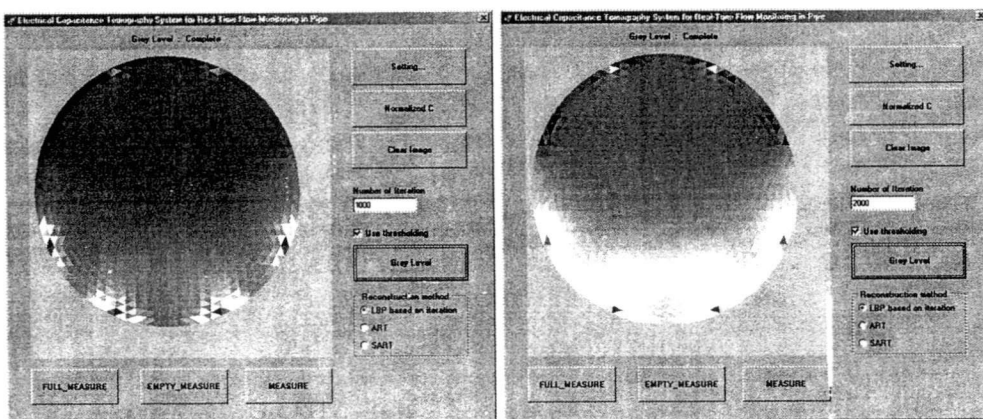 Electrical Capacitance Tomography System for Real Time Flow Monitoring in Pipe
Grey Level : Complete
Setting...
Normalized C
Clear Image
Number of Iteration
1000
Use thresholding
Grey Level
Reconstruction method
LBP based on iteration
ART
SART
FULL_MEASURE
EMPTY_MEASURE
MEASURE
Electrical Capacitance Tomography System for Real Time Flow Monitoring in Pipe
Grey Level : Complete
Setting...
Normalized C
Clear Image
Number of Iteration
2000
Use thresholding
Grey Level
Reconstruction method
LBP based on iteration
ART
SART
FULL_MEASURE
EMPTY_MEASURE
MEASURE